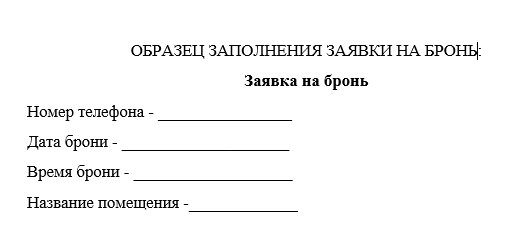 ОБРАЗЕЦ ЗАПОЛНЕНИЯ ЗАЯВКИ НА БРОНЬ:
Заявка на бронь
Номер телефона - ________________
Дата брони - ____________________
Время брони - ___________________
Название помещения -_____________